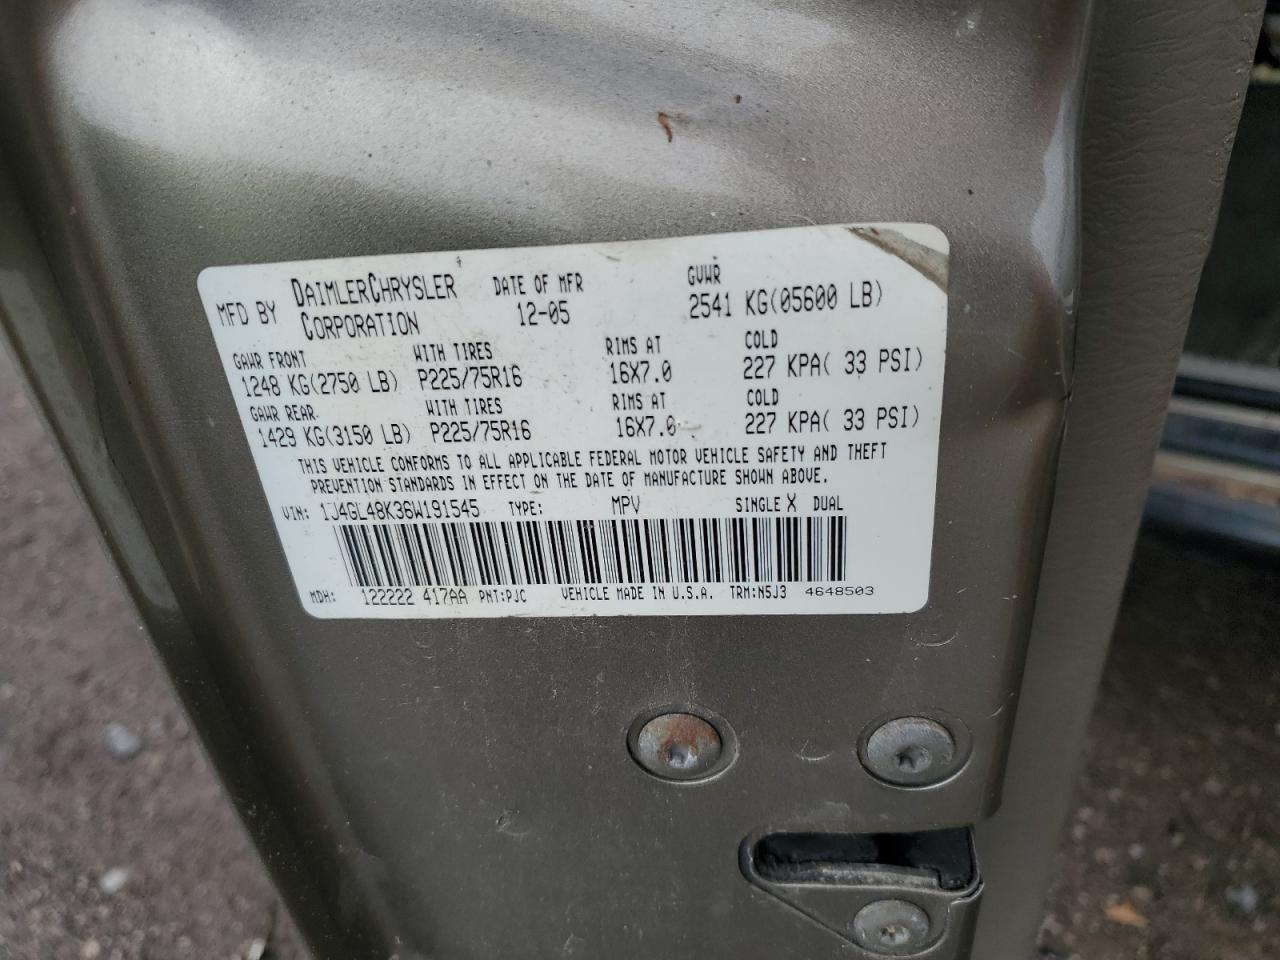 MFD BY DAIMLERCHRYSLER CORPORATION DATE OF MFR 12-05 GVWR 2541 KG(05600 LB)
GAWR FRONT WITH TIRES RIMS AT COLD
1248 KG(2750 LB) P225/75R16 16X7.0 227 KPA( 33 PSI)
GAWR REAR WITH TIRES RIMS AT COLD
1429 KG(3150 LB) P225/75R16 16X7.0 227 KPA( 33 PSI)
THIS VEHICLE CONFORMS TO ALL APPLICABLE FEDERAL MOTOR VEHICLE SAFETY AND THEFT
PREVENTION STANDARDS IN EFFECT ON THE DATE OF MANUFACTURE SHOWN ABOVE.
VIN: 1J4GL48K36W191545 TYPE: MPV SINGLE X DUAL
MDH: 122222 417AA PNT:PJC VEHICLE MADE IN U.S.A. TRM:N5J3 4648503